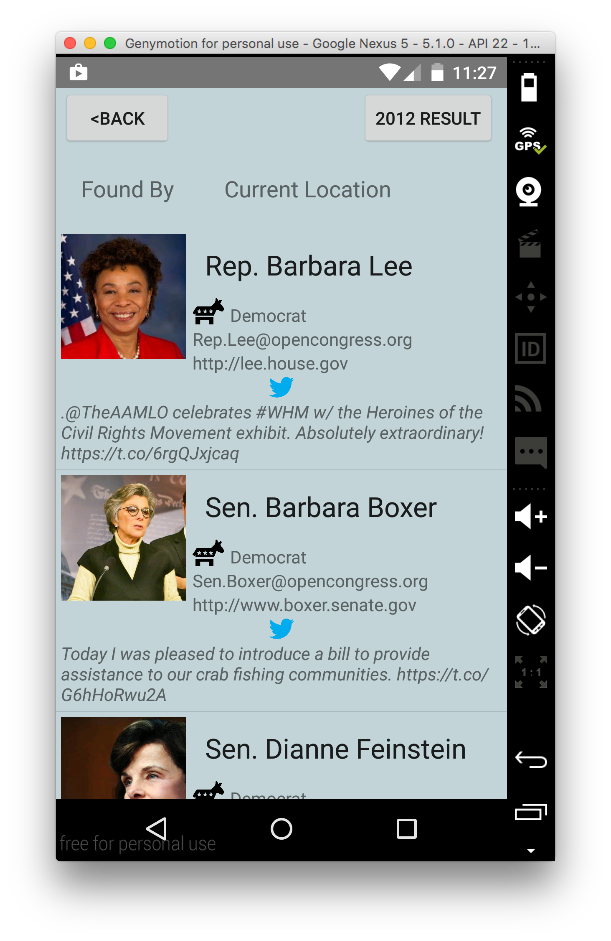 Genymotion for personal use - Google Nexus 5 - 5.1.0 - API 22 - 1...
11:27
GPS
<BACK
2012 RESULT
Found By
Current Location
Rep. Barbara Lee
Democrat
Rep.Lee@opencongress.org
http://lee.house.gov
.@TheAAMLO celebrates #WHM w/ the Heroines of the
Civil Rights Movement exhibit. Absolutely extraordinary!
https://t.co/6rgQJxjcaq
ID
Sen. Barbara Boxer
Democrat
Sen.Boxer@opencongress.org
http://www.boxer.senate.gov
Today I was pleased to introduce a bill to provide
assistance to our crab fishing communities. https://t.co/
G6hHoRwu2A
1:1
Sen. Dianne Feinstein
Democrat
free for personal use